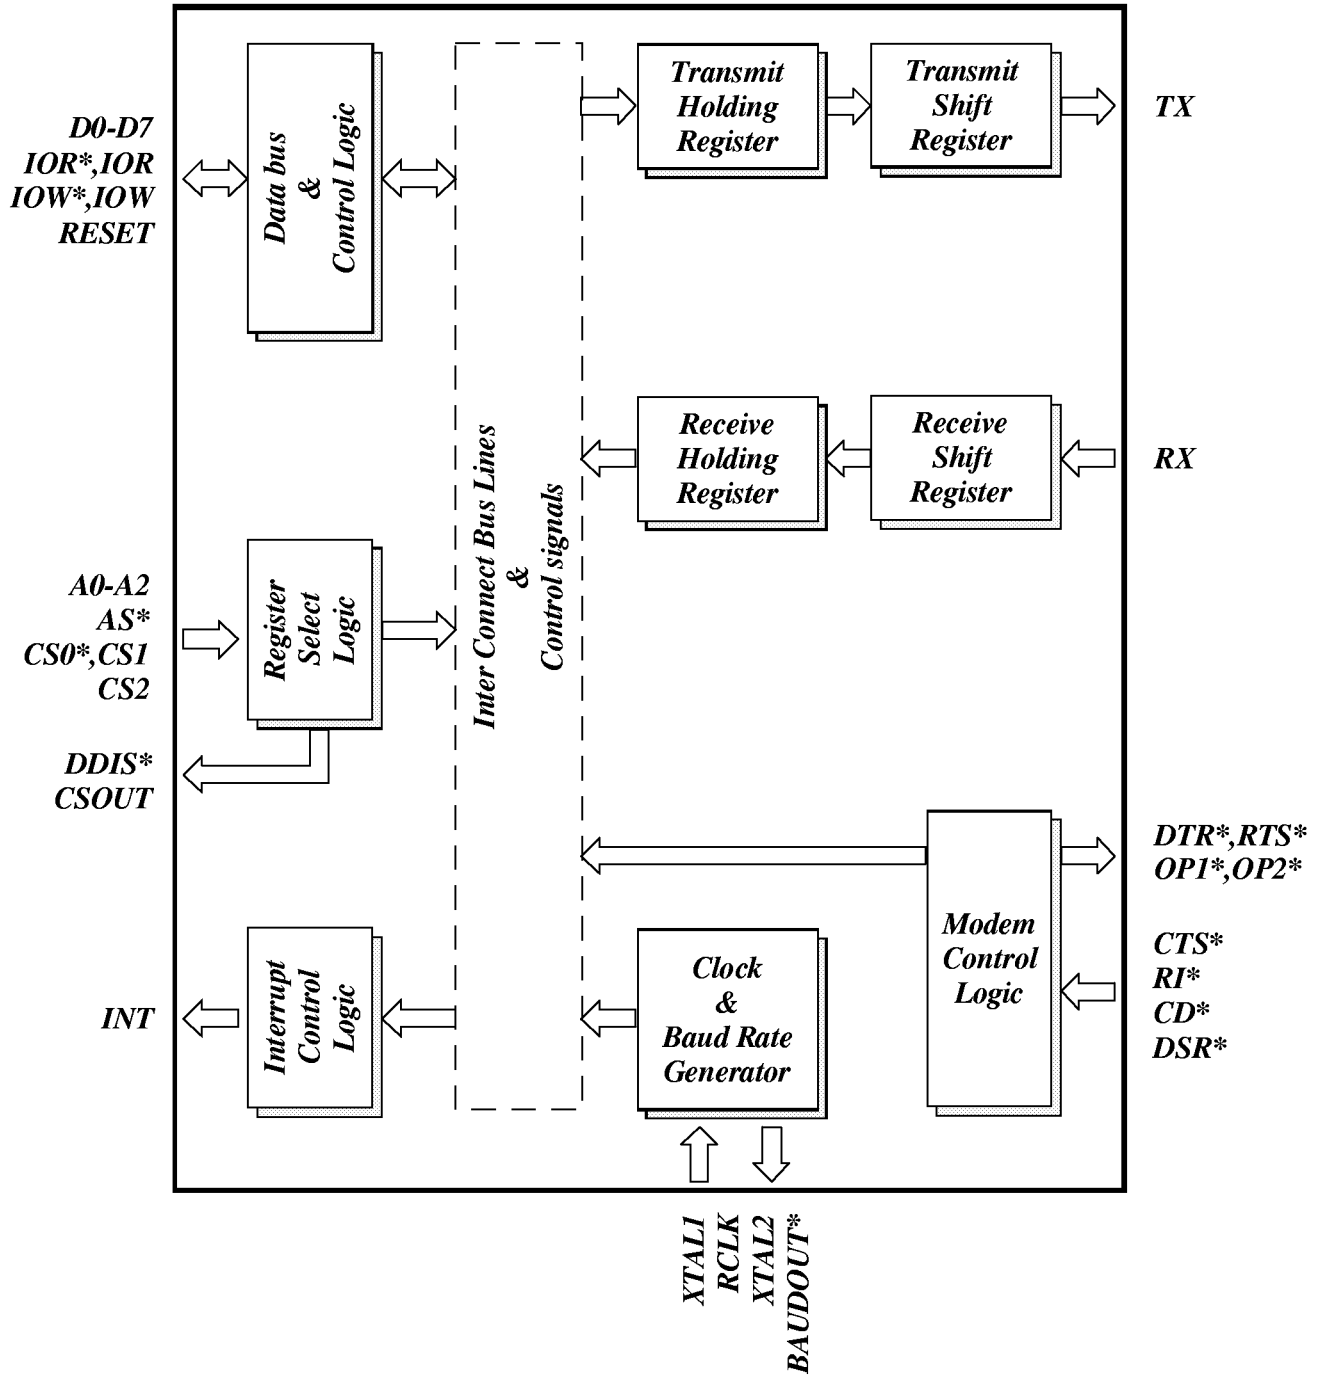 D0-D7
IOR*,IOR
IOW*,IOW
RESET
Data bus
&
Control Logic
Transmit
Holding
Register
Transmit
Shift
Register
TX
Inter Connect Bus Lines
&
Control signals
Receive
Holding
Register
Receive
Shift
Register
RX
A0-A2
AS*
CS0*,CS1
CS2
Register
Select
Logic
DDIS*
CSOUT
DTR*,RTS*
OP1*,OP2*
Modem
Control
Logic
CTS*
RI*
CD*
DSR*
INT
Interrupt
Control
Logic
Clock
&
Baud Rate
Generator
XTAL1
RCLK
XTAL2
BAUDOUT*